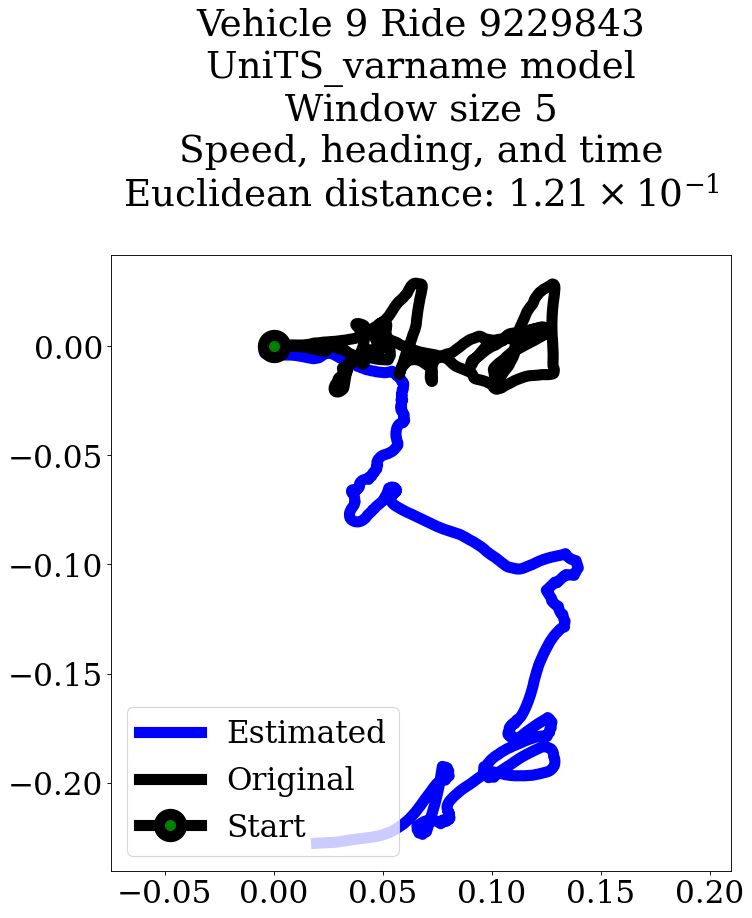 Vehicle 9 Ride 9229843
UniTS_varname model
Window size 5
Speed, heading, and time
Euclidean distance: 1.21 × 10⁻¹
0.00
−0.05
−0.10
−0.15
−0.20
Estimated
Original
Start
−0.05 0.00 0.05 0.10 0.15 0.20